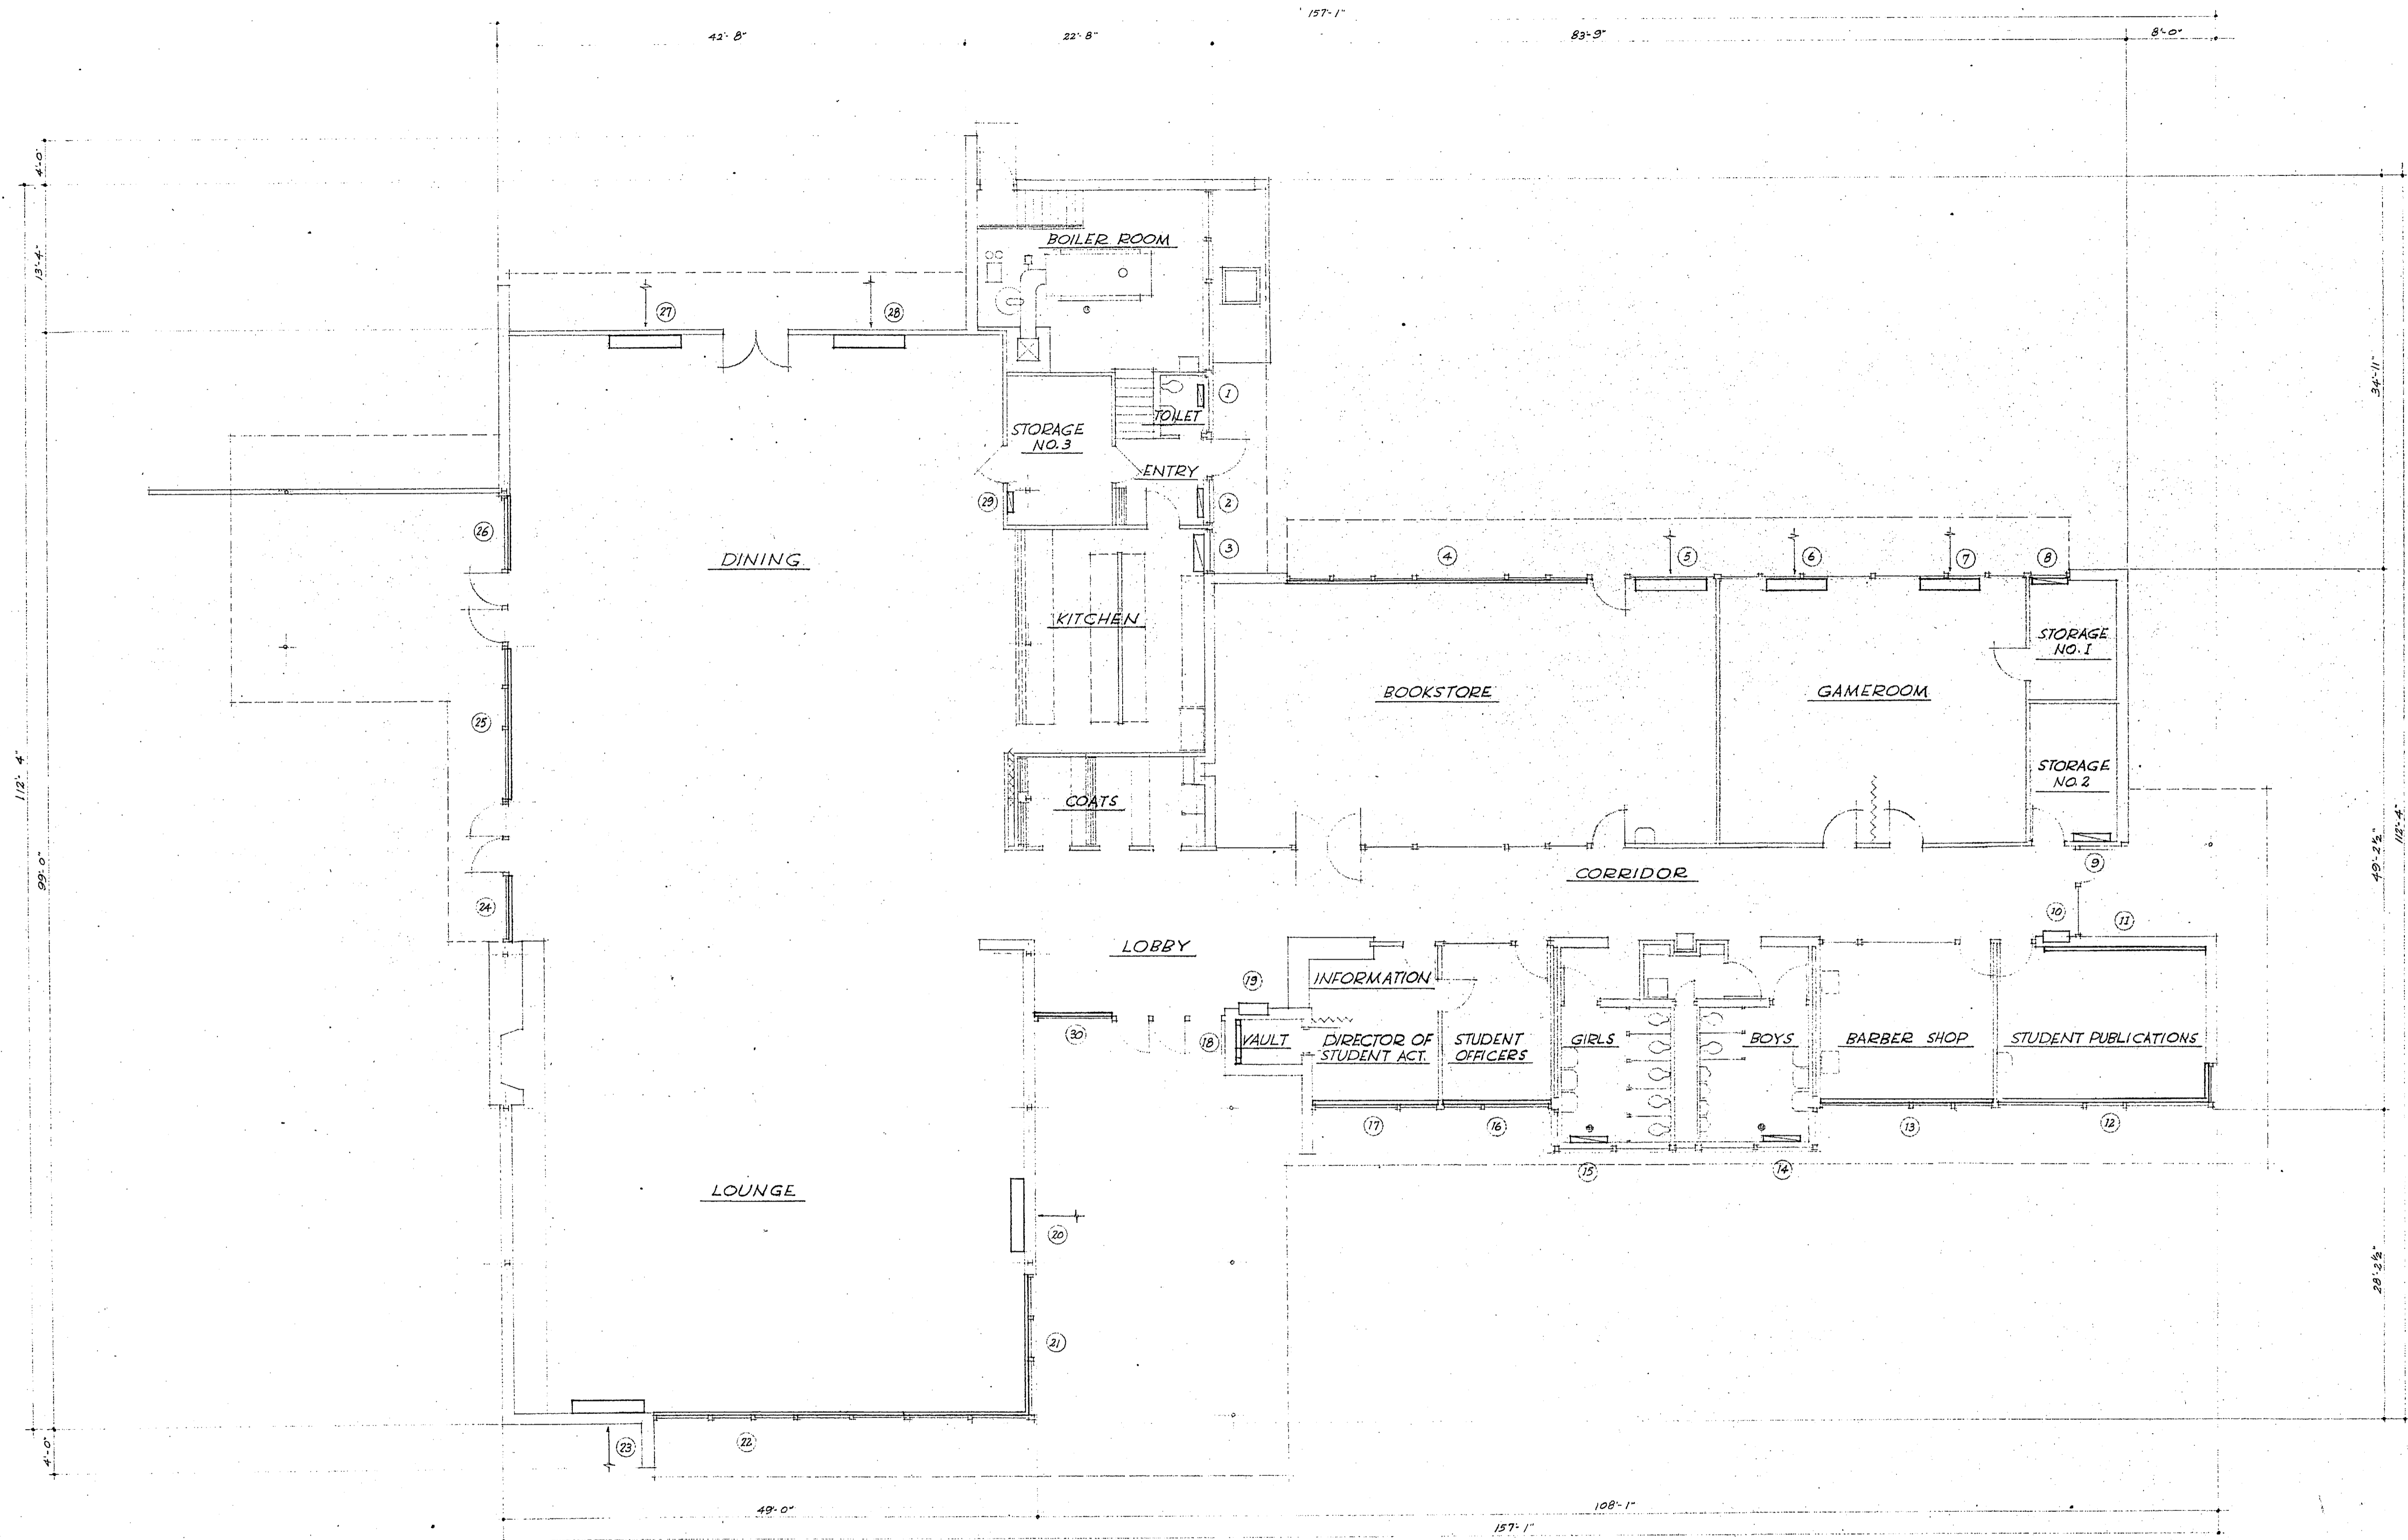 157'-1"
42'-8"
22'-8"
83'-9"
8'-0"
4'-0"
13'-4"
112'-4"
99'-0"
4'-0"
34'-11"
49'-2½"
112'-4"
28'-2½"
BOILER ROOM
27
28
1
TOILET
STORAGE
NO. 3
ENTRY
29
2
3
26
DINING
KITCHEN
4
5
6
7
8
STORAGE
NO. 1
BOOKSTORE
GAMEROOM
25
STORAGE
NO. 2
COATS
CORRIDOR
9
24
10
11
LOBBY
INFORMATION
19
30
18
VAULT
DIRECTOR OF
STUDENT ACT.
STUDENT
OFFICERS
GIRLS
BOYS
BARBER SHOP
STUDENT PUBLICATIONS
17
16
15
14
13
12
LOUNGE
20
21
23
22
49'-0"
108'-1"
157'-1"